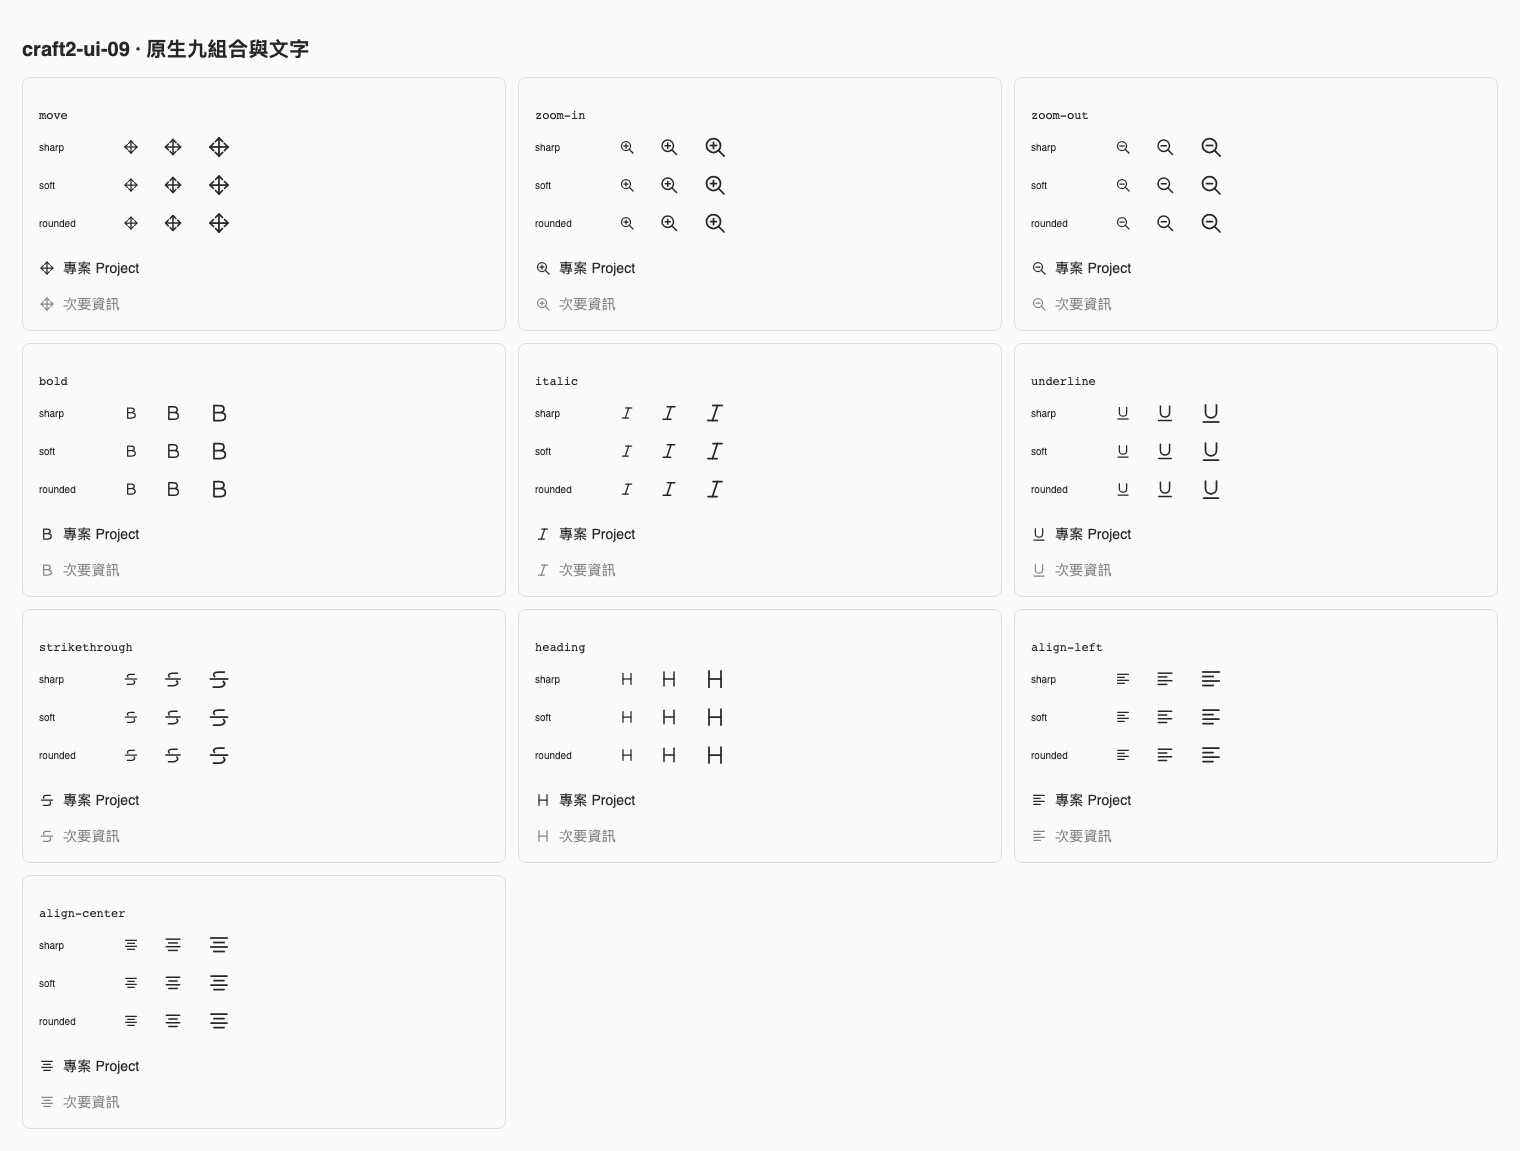 craft2-ui-09 · 原生九組合與文字
move
sharp
soft
rounded
專案 Project
次要資訊
zoom-in
sharp
soft
rounded
專案 Project
次要資訊
zoom-out
sharp
soft
rounded
專案 Project
次要資訊
bold
sharp
soft
rounded
專案 Project
次要資訊
italic
sharp
soft
rounded
專案 Project
次要資訊
underline
sharp
soft
rounded
專案 Project
次要資訊
strikethrough
sharp
soft
rounded
專案 Project
次要資訊
heading
sharp
soft
rounded
專案 Project
次要資訊
align-left
sharp
soft
rounded
專案 Project
次要資訊
align-center
sharp
soft
rounded
專案 Project
次要資訊